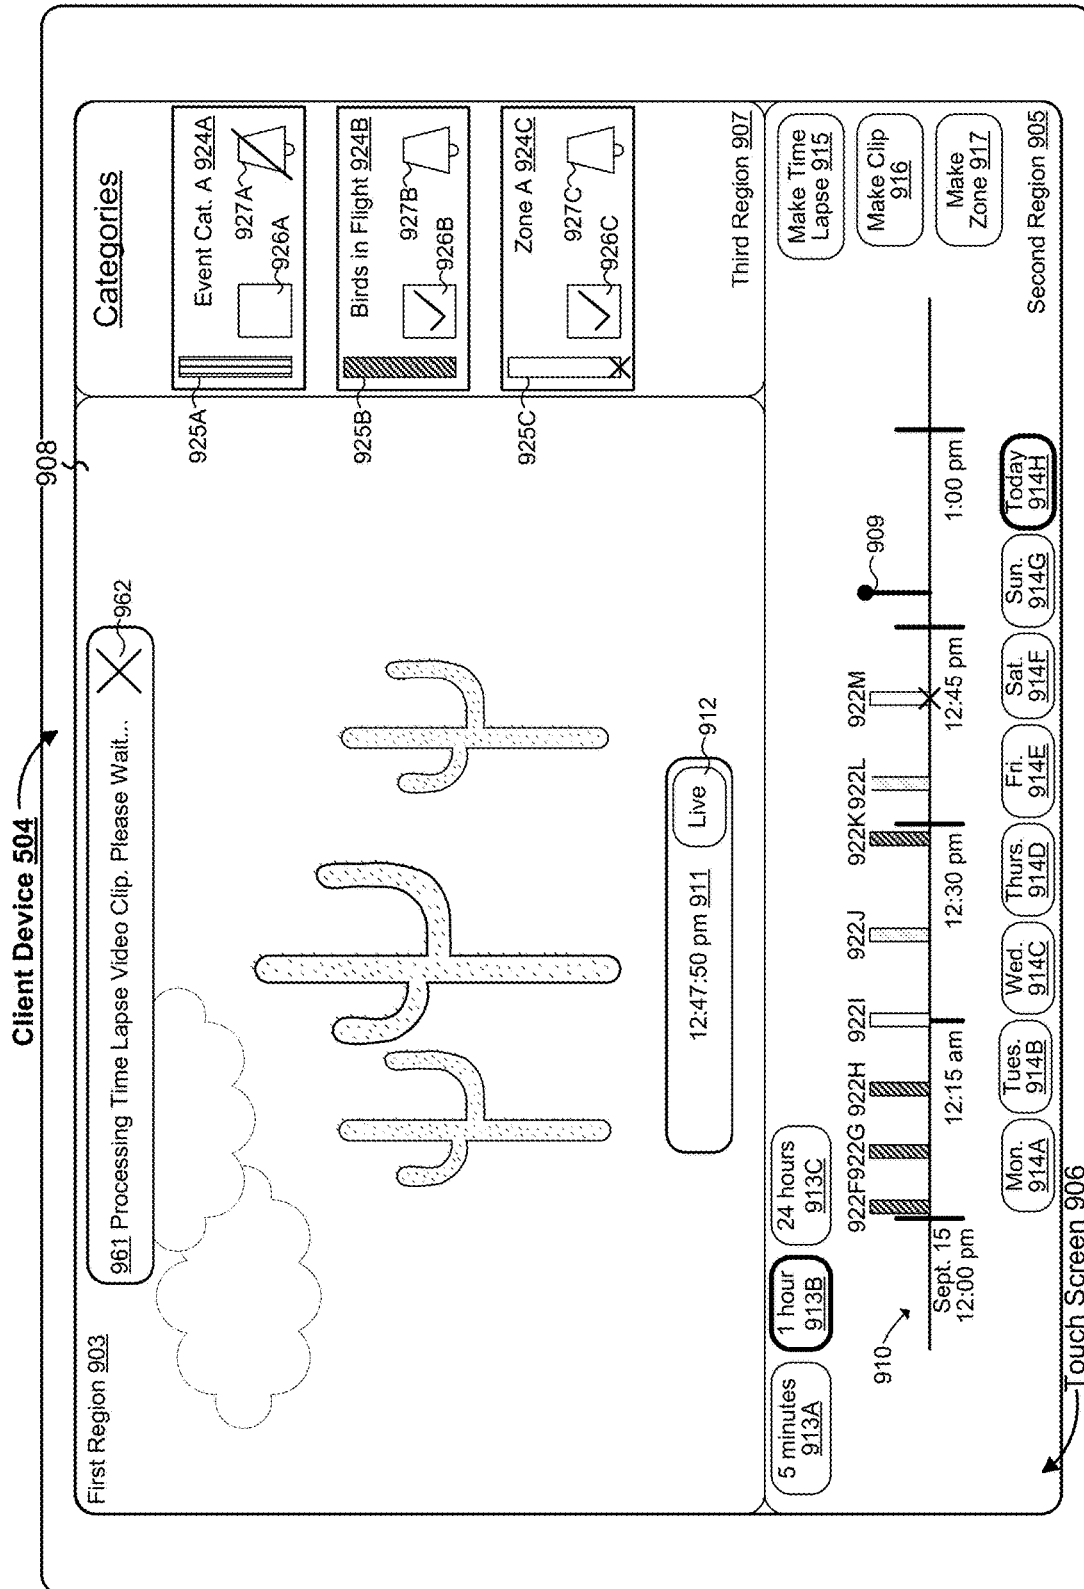 Client Device 504
908
First Region 903
961 Processing Time Lapse Video Clip. Please Wait...
962
12:47:50 pm 911
Live
912
Categories
Event Cat. A 924A
925A
926A
927A
Birds in Flight 924B
925B
926B
927B
Zone A 924C
925C
926C
927C
Third Region 907
5 minutes
913A
1 hour
913B
24 hours
913C
910
922F
922G
922H
922I
922J
922K
922L
922M
909
Sept. 15
12:00 pm
12:15 am
12:30 pm
12:45 pm
1:00 pm
Make Time
Lapse 915
Make Clip
916
Make
Zone 917
Mon.
914A
Tues.
914B
Wed.
914C
Thurs.
914D
Fri.
914E
Sat.
914F
Sun.
914G
Today
914H
Second Region 905
Touch Screen 906